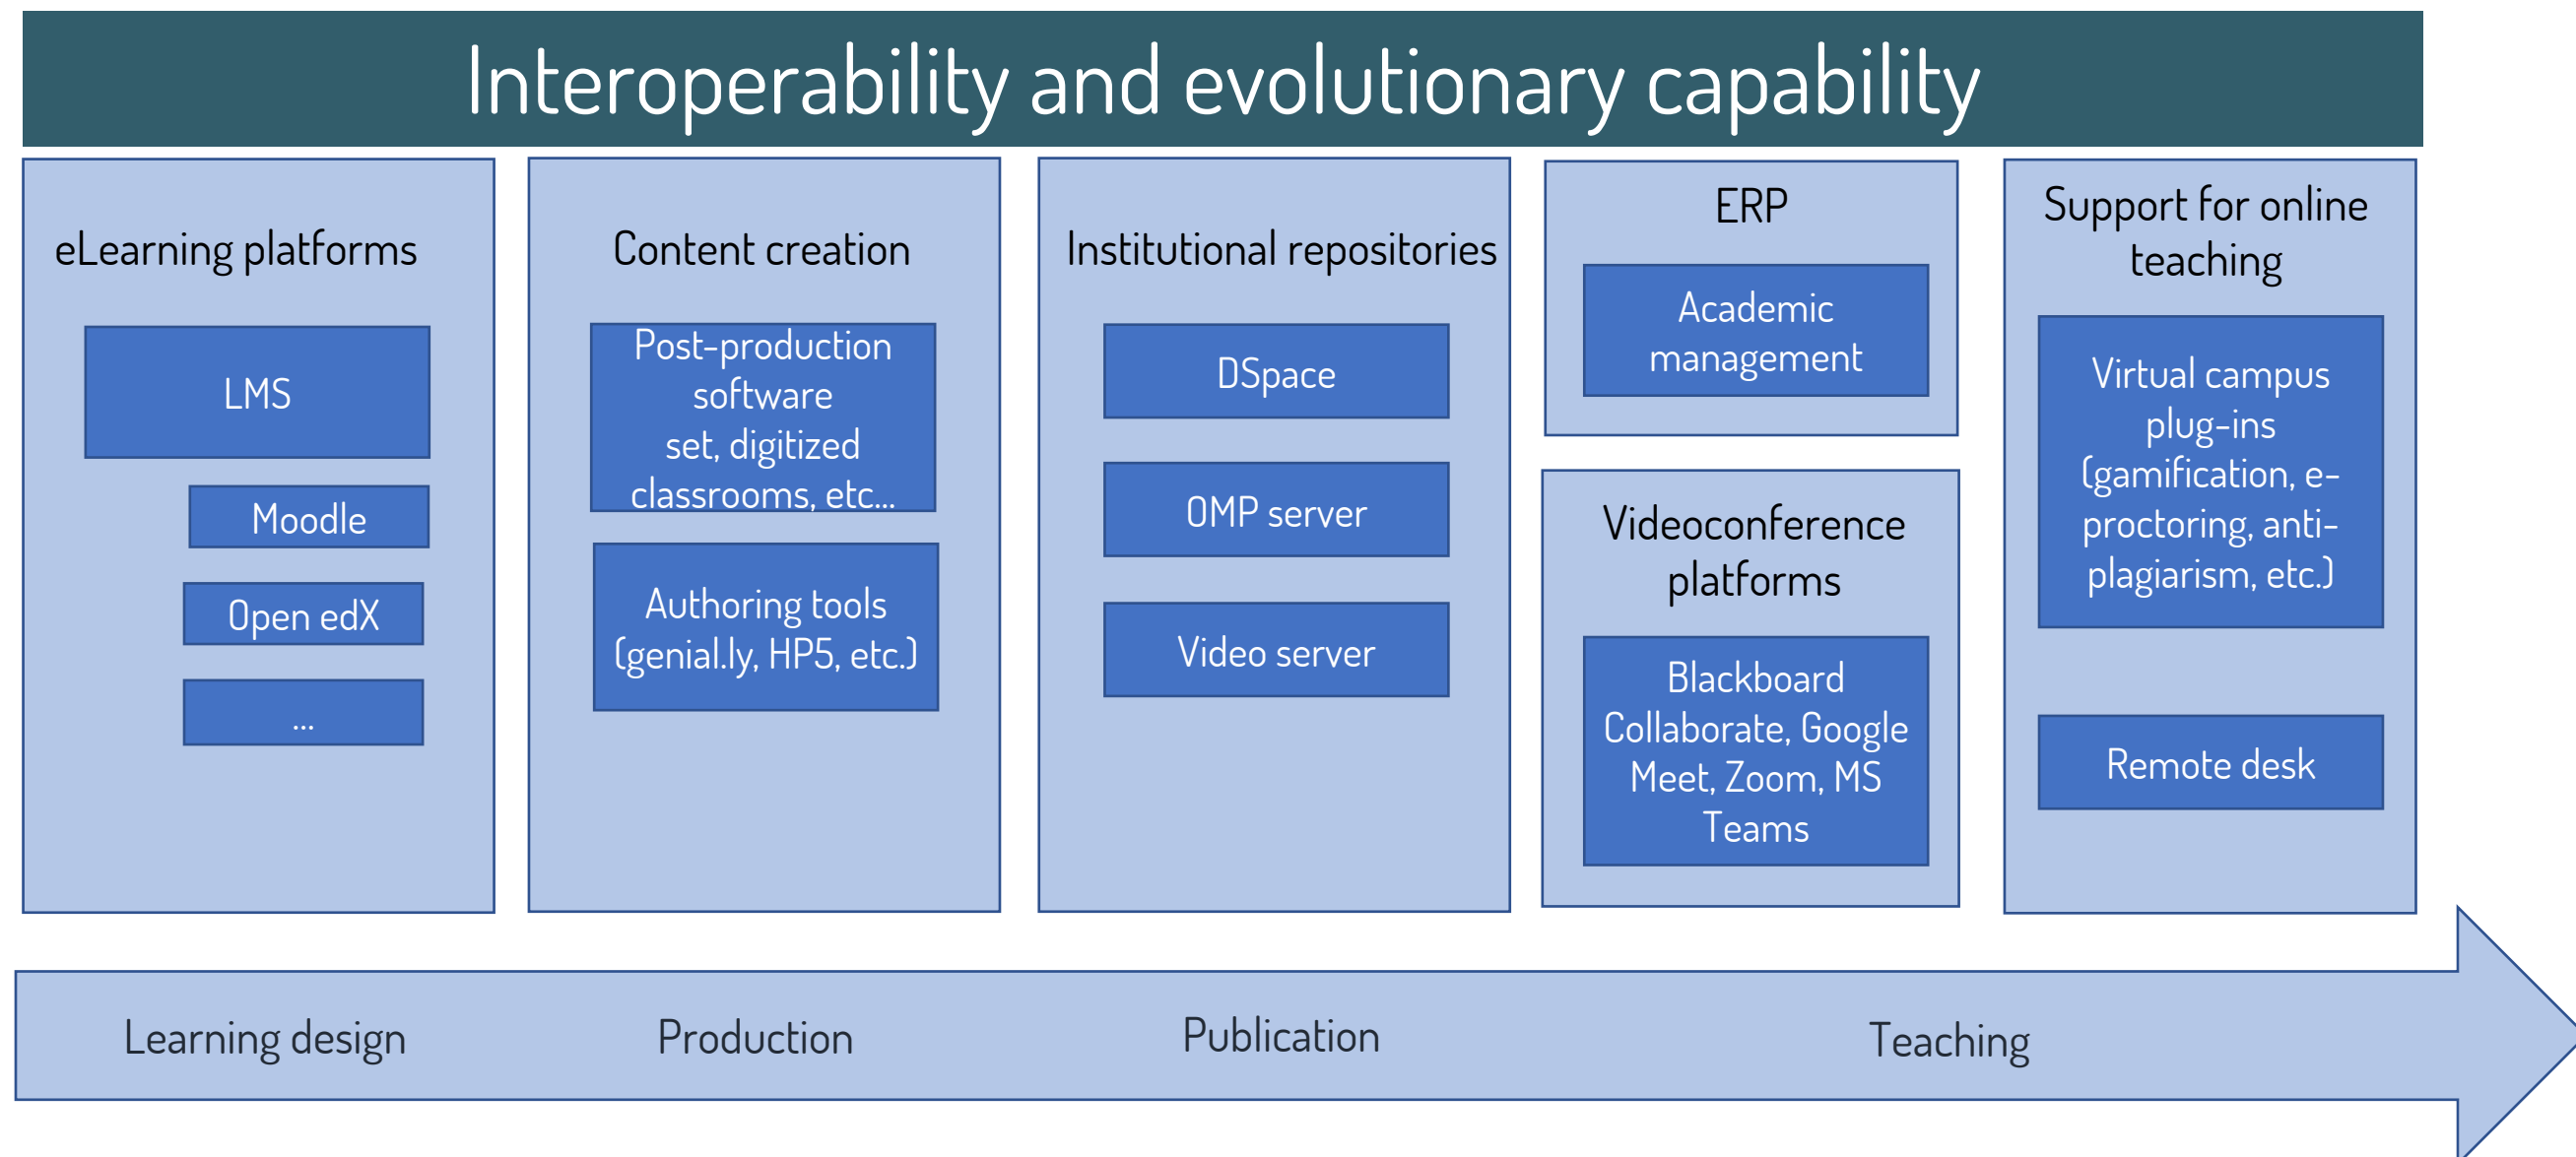 Interoperability and evolutionary capability
eLearning platforms
LMS
Moodle
Open edX
...
Content creation
Post-production
software
set, digitized
classrooms, etc...
Authoring tools
(genial.ly, HP5, etc.)
Institutional repositories
DSpace
OMP server
Video server
ERP
Academic
management
Videoconference
platforms
Blackboard
Collaborate, Google
Meet, Zoom, MS
Teams
Support for online
teaching
Virtual campus
plug-ins
(gamification, e-
proctoring, anti-
plagiarism, etc.)
Remote desk
Learning design
Production
Publication
Teaching